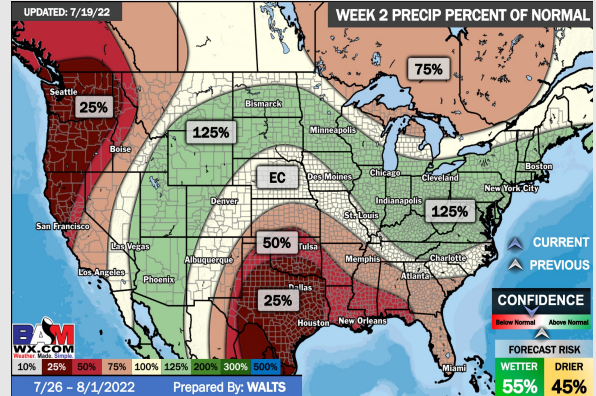 UPDATED: 7/19/22
WEEK 2 PRECIP PERCENT OF NORMAL
75%
Seattle
25%
Bismarck
125%
Minneapolis
Boise
Boston
Chicago
Cleveland
EC
Des Moines
New York City
Denver
Indianapolis
125%
St. Louis
San Francisco
50%
Tulsa
Las Vegas
Albuquerque
Memphis
Charlotte
Los Angeles
Phoenix
Atlanta
25%
Dallas
Houston
New Orleans
Miami
CURRENT
PREVIOUS
CONFIDENCE
Below Normal Above Normal
FORECAST RISK
WETTER DRIER
55% 45%
BAM
WX.COM
Weather. Made. Simple.
10% 25% 50% 75% 100% 125% 200% 300% 500%
7/26 – 8/1/2022 Prepared By: WALTS